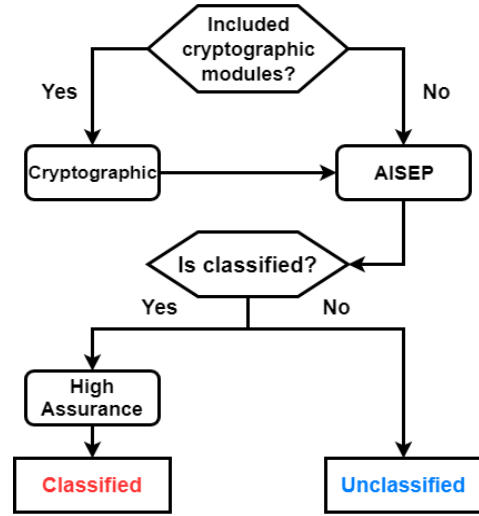 Included
cryptographic
modules?
Yes
No
Cryptographic
AISEP
Is classified?
Yes
No
High
Assurance
Classified
Unclassified